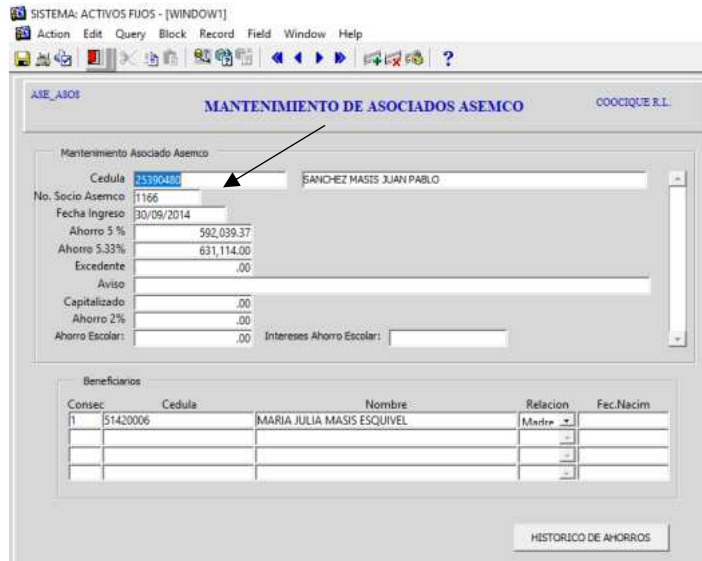 SISTEMA: ACTIVOS FIJOS - [WINDOW1]
Action Edit Query Block Record Field Window Help
ASE_ASOS MANTENIMIENTO DE ASOCIADOS ASEMCO COOCIQUE R.L.
Mantenimiento Asociado Asemco
Cedula 25390480 SANCHEZ MASIS JUAN PABLO
No. Socio Asemco 1166
Fecha Ingreso 30/09/2014
Ahorro 5 % 592,039.37
Ahorro 5.33% 631,114.00
Excedente .00
Aviso
Capitalizado .00
Ahorro 2% .00
Ahorro Escolar: .00 Intereses Ahorro Escolar:
Beneficiarios
Consec Cedula Nombre Relacion Fec.Nacim
1 51420006 MARIA JULIA MASIS ESQUIVEL Madre
HISTORICO DE AHORROS